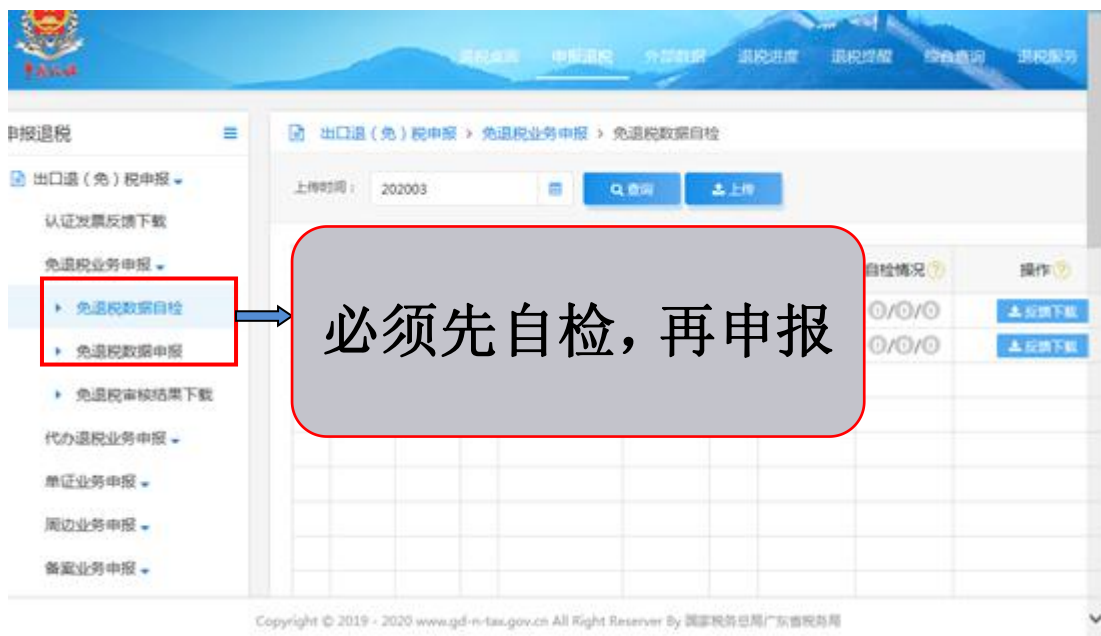 退税桌面 申报退税 外部数据 退税进度 退税提醒 综合查询 退税服务
申报退税
出口退（免）税申报 › 免退税业务申报 › 免退税数据自检
出口退（免）税申报
上传时间： 202003 查询 上传
认证发票反馈下载
免退税业务申报
自检情况 操作
免退税数据自检
0/0/0 反馈下载
必须先自检，再申报
免退税数据申报
0/0/0 反馈下载
免退税审核结果下载
代办退税业务申报
单证业务申报
周边业务申报
备案业务申报
Copyright © 2019 - 2020 www.gd-n-tax.gov.cn All Right Reserver By 国家税务总局广东省税务局